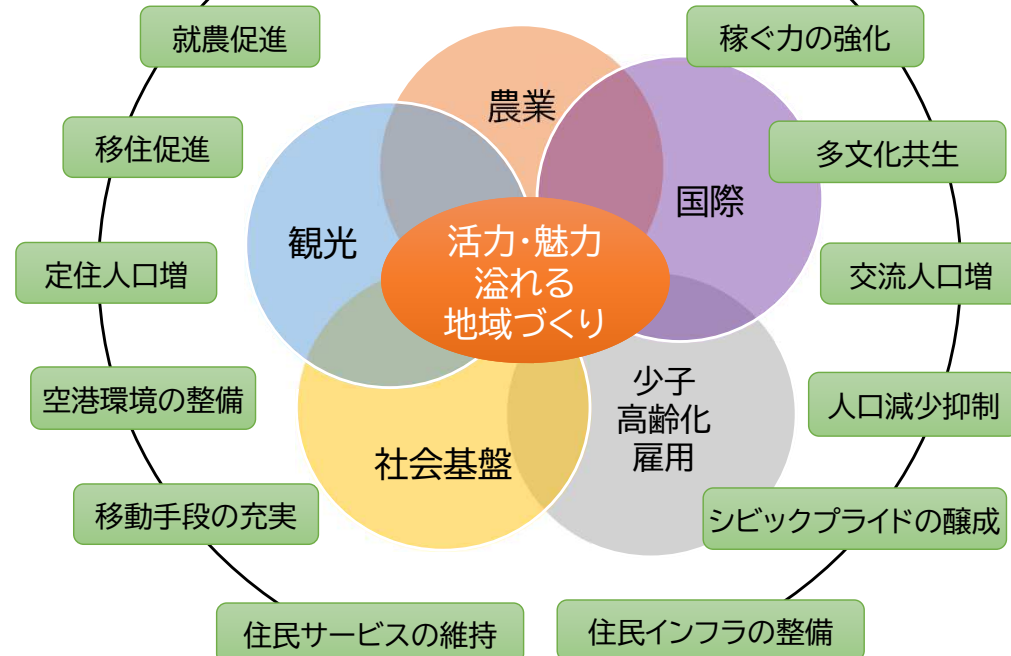 就農促進
稼ぐ力の強化
農業
移住促進
多文化共生
国際
観光
活力・魅力
溢れる
地域づくり
定住人口増
交流人口増
空港環境の整備
少子
高齢化
雇用
人口減少抑制
社会基盤
移動手段の充実
シビックプライドの醸成
住民サービスの維持
住民インフラの整備